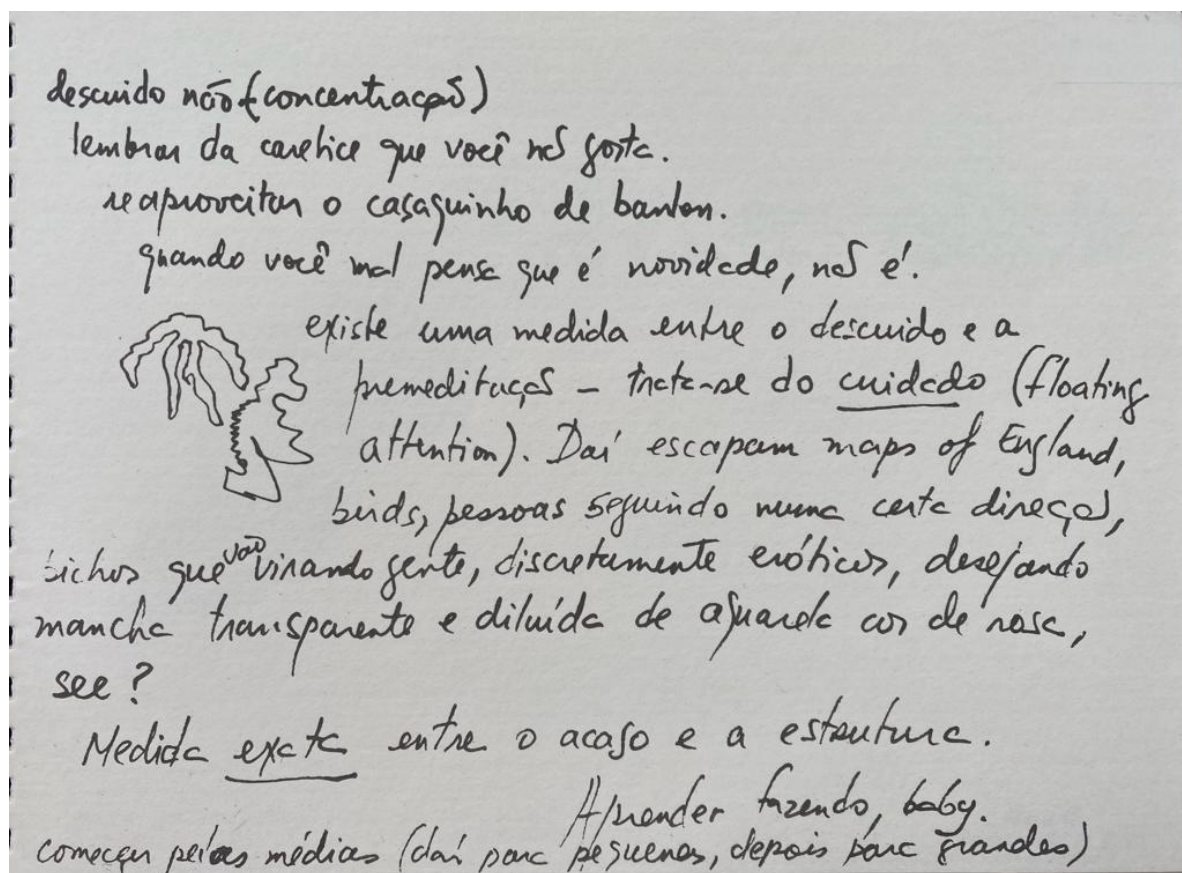 descuido não (concentração)
lembrar da caretice que você não gosta.
reaproveitar o casaquinho de banlon.
quando você mal pensa que é novidade, não é.
existe uma medida entre o descuido e a
premeditação – trata-se do cuidado (floating
attention). Daí escapam maps of England,
birds, pessoas seguindo numa certa direção,
bichos que vão virando gente, discretamente eróticos, desejando
mancha transparente e diluída de aquarela cor de rosa,
see?
Medida exata entre o acaso e a estrutura.
Aprender fazendo, baby.
começar pelas médias (daí para pequenas, depois para grandes)